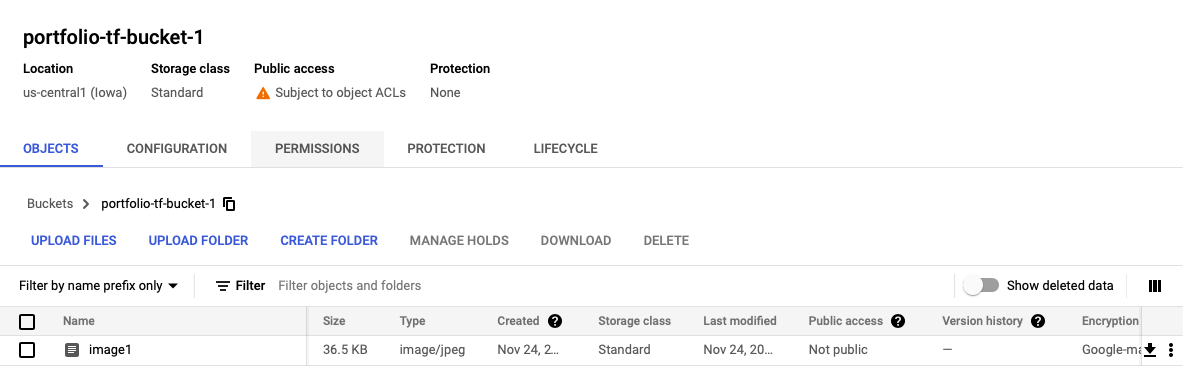 portfolio-tf-bucket-1
Location Storage class Public access Protection
us-central1 (Iowa) Standard Subject to object ACLs None
OBJECTS CONFIGURATION PERMISSIONS PROTECTION LIFECYCLE
Buckets portfolio-tf-bucket-1
UPLOAD FILES UPLOAD FOLDER CREATE FOLDER MANAGE HOLDS DOWNLOAD DELETE
Filter by name prefix only Filter Filter objects and folders Show deleted data
Name Size Type Created Storage class Last modified Public access Version history Encryption
image1 36.5 KB image/jpeg Nov 24, 2... Standard Nov 24, 20... Not public — Google-ma